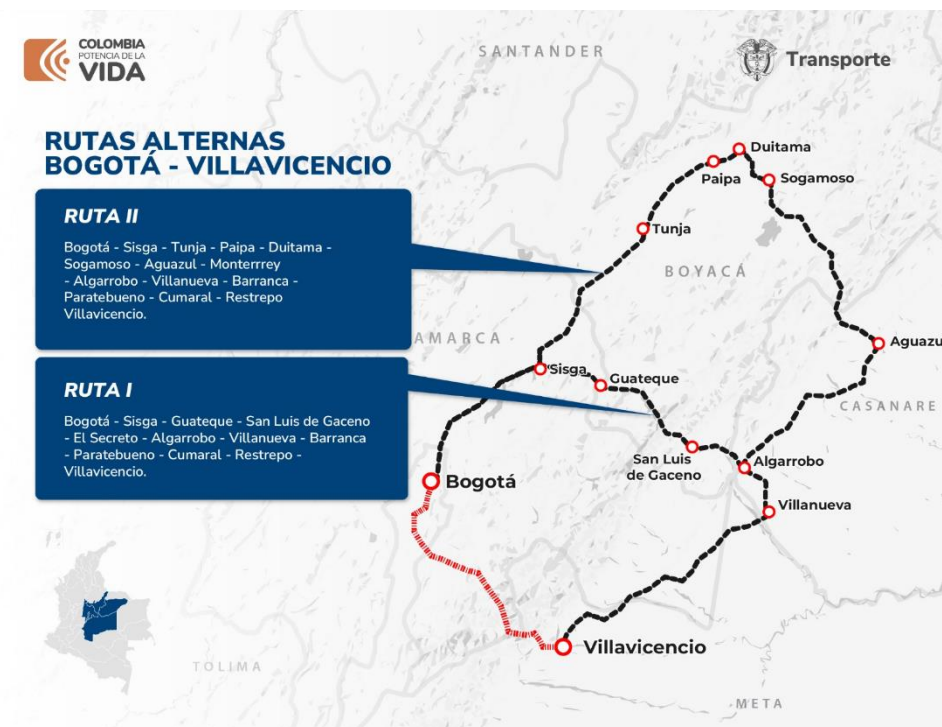 COLOMBIA
POTENCIA DE LA
VIDA
Transporte
SANTANDER
RUTAS ALTERNAS
BOGOTÁ - VILLAVICENCIO
RUTA II
Bogotá - Sisga - Tunja - Paipa - Duitama -
Sogamoso - Aguazul - Monterrrey
- Algarrobo - Villanueva - Barranca -
Paratebueno - Cumaral - Restrepo
Villavicencio.
RUTA I
Bogotá - Sisga - Guateque - San Luis de Gaceno
- El Secreto - Algarrobo - Villanueva - Barranca
- Paratebueno - Cumaral - Restrepo -
Villavicencio.
Duitama
Paipa
Sogamoso
Tunja
BOYACÁ
AMARCA
Aguazu
Sisga
Guateque
CASANARE
San Luis
de Gaceno
Algarrobo
Bogotá
Villanueva
Villavicencio
TOLIMA
META